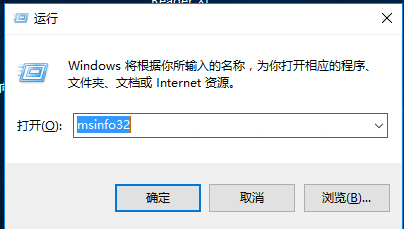 运行
Windows 将根据你所输入的名称，为你打开相应的程序、
文件夹、文档或 Internet 资源。
打开(O):
msinfo32
确定
取消
浏览(B)...